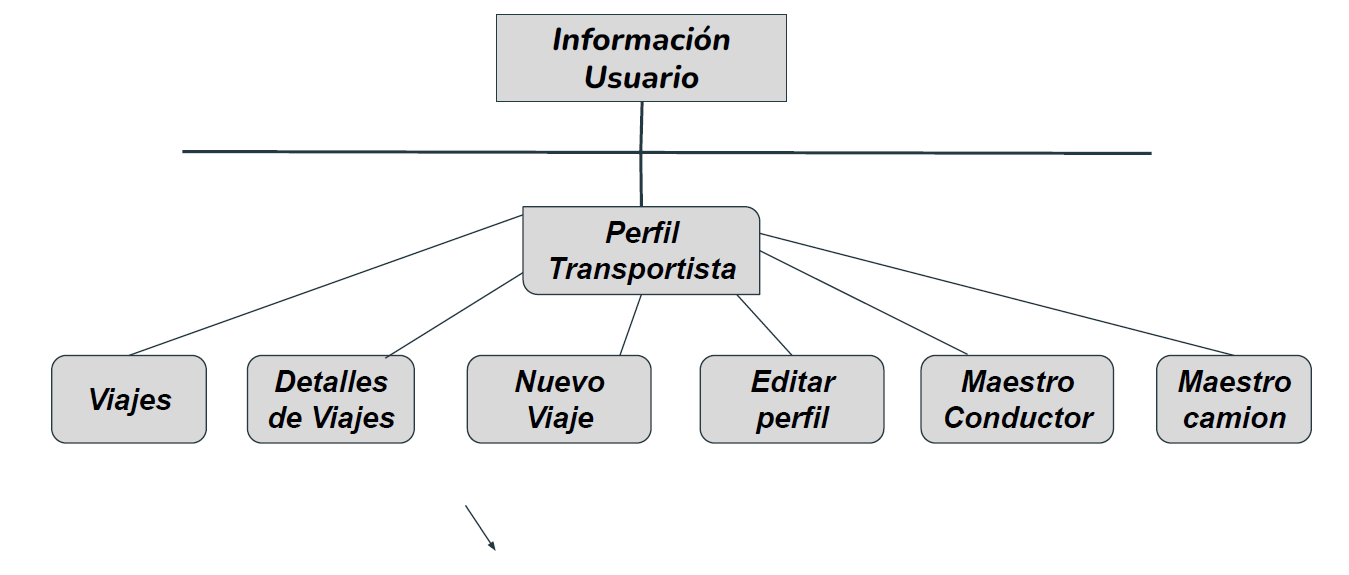 Información
Usuario
Perfil
Transportista
Viajes
Detalles
de Viajes
Nuevo
Viaje
Editar
perfil
Maestro
Conductor
Maestro
camion